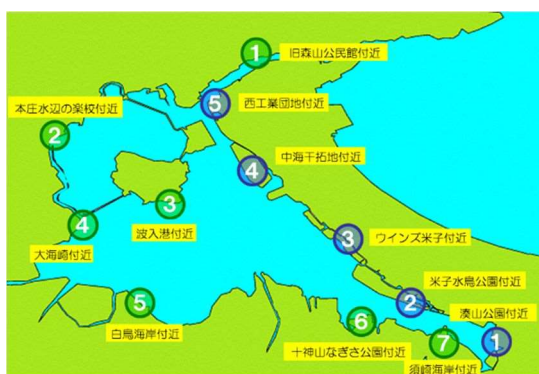 1
旧森山公民館付近
5
西工業団地付近
本庄水辺の楽校付近
2
4
中海干拓地付近
3
波入港付近
4
大海崎付近
3
ウインズ米子付近
米子水鳥公園付近
2
湊山公園付近
5
白鳥海岸付近
6
十神山なぎさ公園付近
7
須崎海岸付近
1